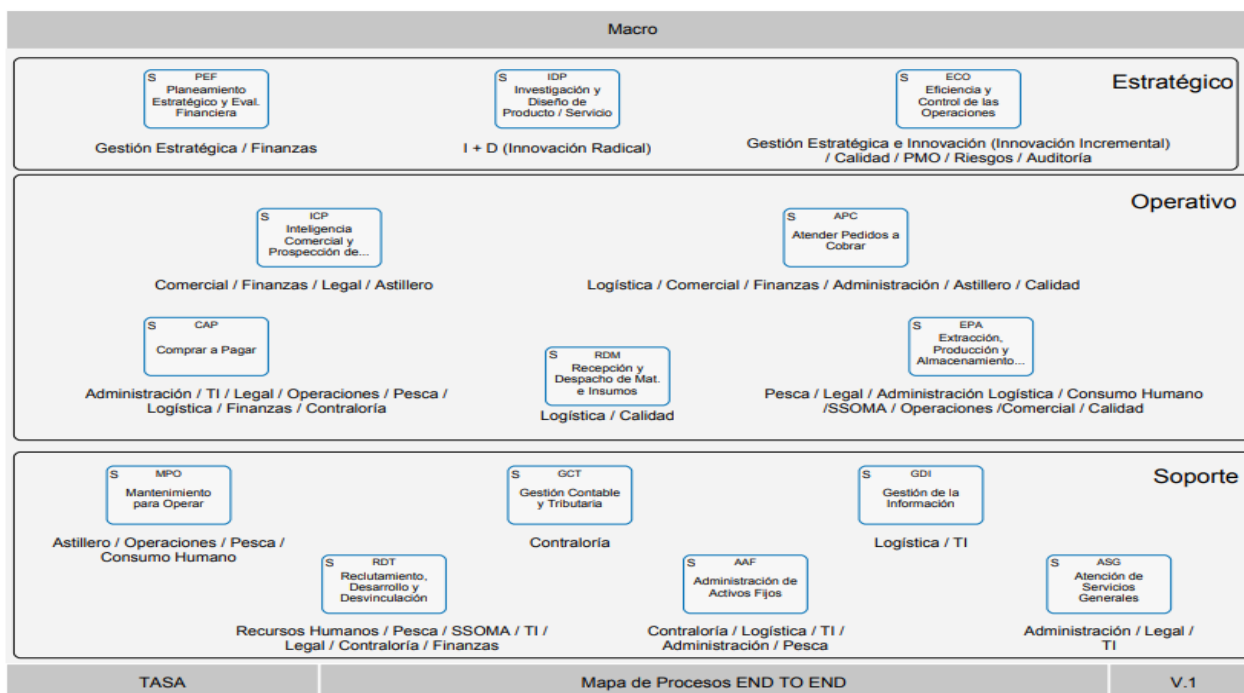 Macro
Estratégico
S PEF
Planeamiento
Estratégico y Eval.
Financiera
Gestión Estratégica / Finanzas
S IDP
Investigación y
Diseño de
Producto / Servicio
I + D (Innovación Radical)
S ECO
Eficiencia y
Control de las
Operaciones
Gestión Estratégica e Innovación (Innovación Incremental)
/ Calidad / PMO / Riesgos / Auditoría
Operativo
S ICP
Inteligencia
Comercial y
Prospección de...
Comercial / Finanzas / Legal / Astillero
S APC
Atender Pedidos a
Cobrar
Logística / Comercial / Finanzas / Administración / Astillero / Calidad
S CAP
Comprar a Pagar
Administración / TI / Legal / Operaciones / Pesca /
Logística / Finanzas / Contraloría
S RDM
Recepción y
Despacho de Mat.
e Insumos
Logística / Calidad
S EPA
Extracción,
Producción y
Almacenamiento...
Pesca / Legal / Administración Logística / Consumo Humano
/SSOMA / Operaciones /Comercial / Calidad
Soporte
S MPO
Mantenimiento
para Operar
Astillero / Operaciones / Pesca /
Consumo Humano
S GCT
Gestión Contable
y Tributaria
Contraloría
S GDI
Gestión de la
Información
Logística / TI
S RDT
Reclutamiento,
Desarrollo y
Desvinculación
Recursos Humanos / Pesca / SSOMA / TI /
Legal / Contraloría / Finanzas
S AAF
Administración de
Activos Fijos
Contraloría / Logística / TI /
Administración / Pesca
S ASG
Atención de
Servicios
Generales
Administración / Legal /
TI
TASA
Mapa de Procesos END TO END
V.1